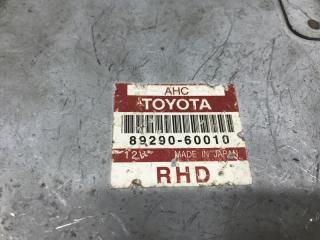 AHC
TOYOTA
89290-60010
12V MADE IN JAPAN
RHD